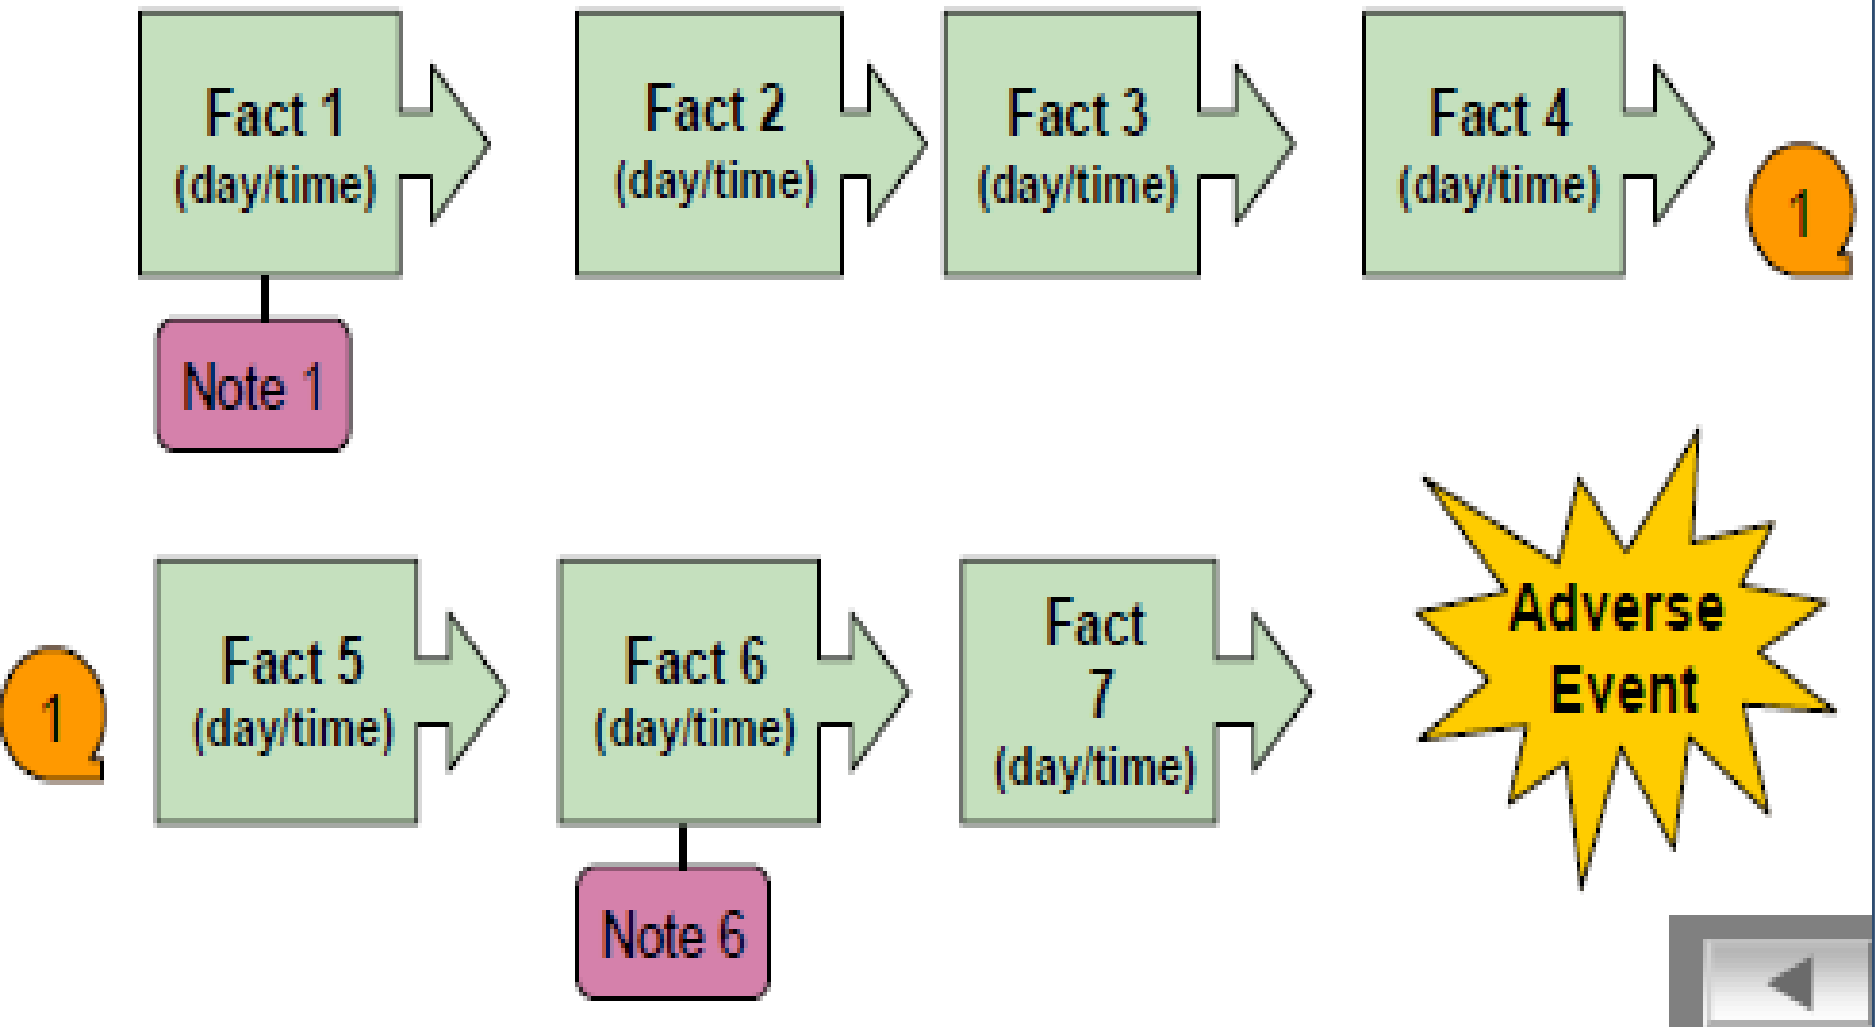 Fact 1
(day/time)
Fact 2
(day/time)
Fact 3
(day/time)
Fact 4
(day/time)
1
Note 1
1
Fact 5
(day/time)
Fact 6
(day/time)
Fact
7
(day/time)
Adverse
Event
Note 6